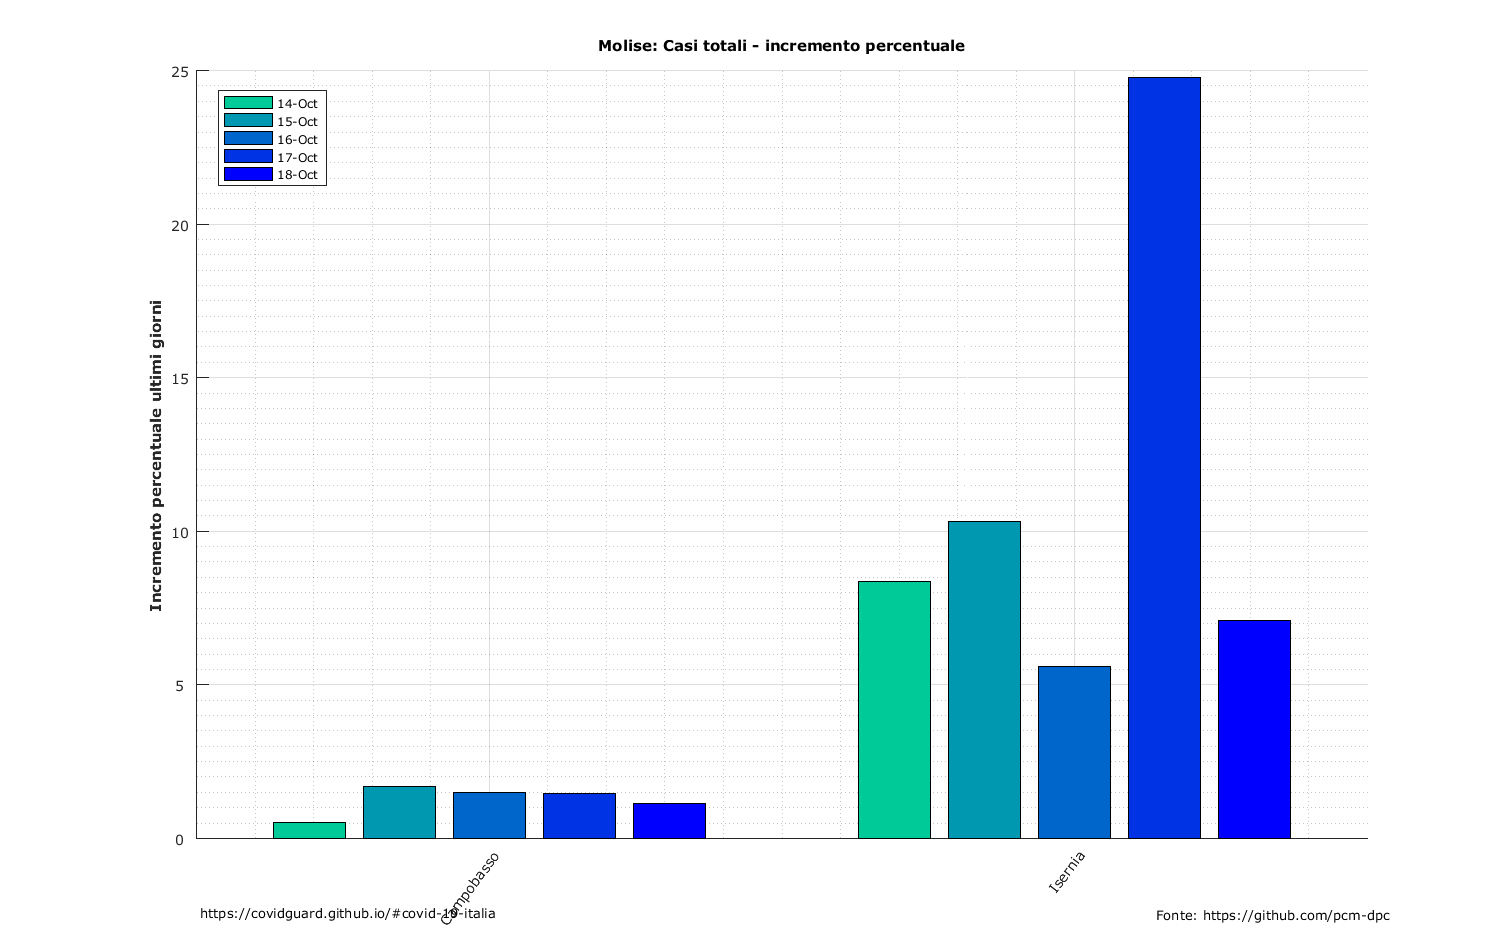 Molise: Casi totali - incremento percentuale
25
20
15
10
5
0
Incremento percentuale ultimi giorni
14-Oct
15-Oct
16-Oct
17-Oct
18-Oct
Campobasso
Isernia
https://covidguard.github.io/#covid-19-italia
Fonte: https://github.com/pcm-dpc